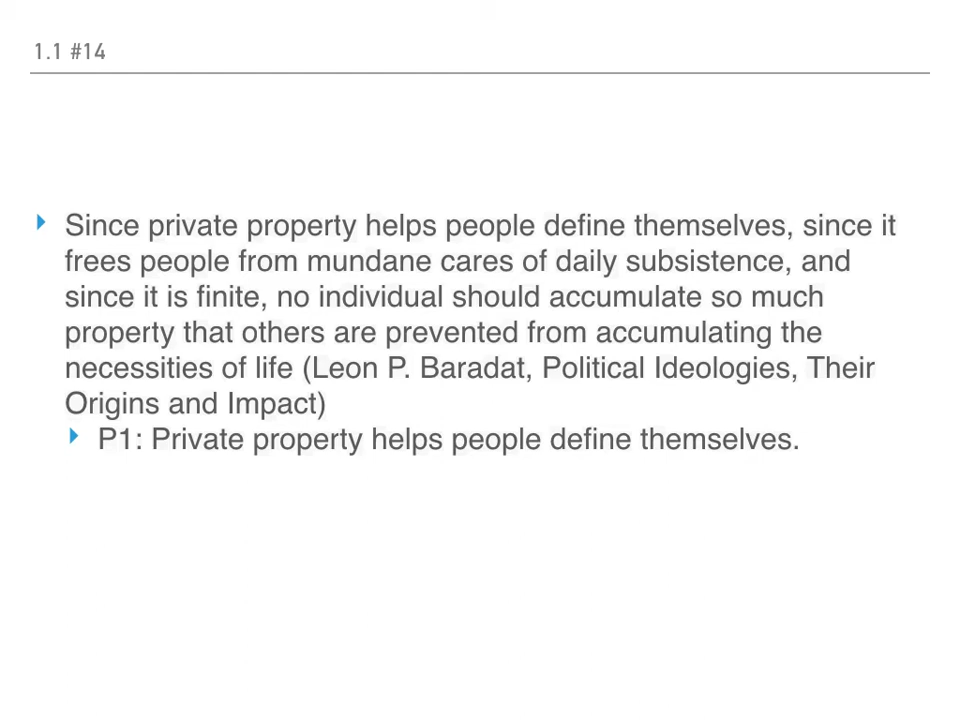 1.1 #14
Since private property helps people define themselves, since it
frees people from mundane cares of daily subsistence, and
since it is finite, no individual should accumulate so much
property that others are prevented from accumulating the
necessities of life (Leon P. Baradat, Political Ideologies, Their
Origins and Impact)
P1: Private property helps people define themselves.